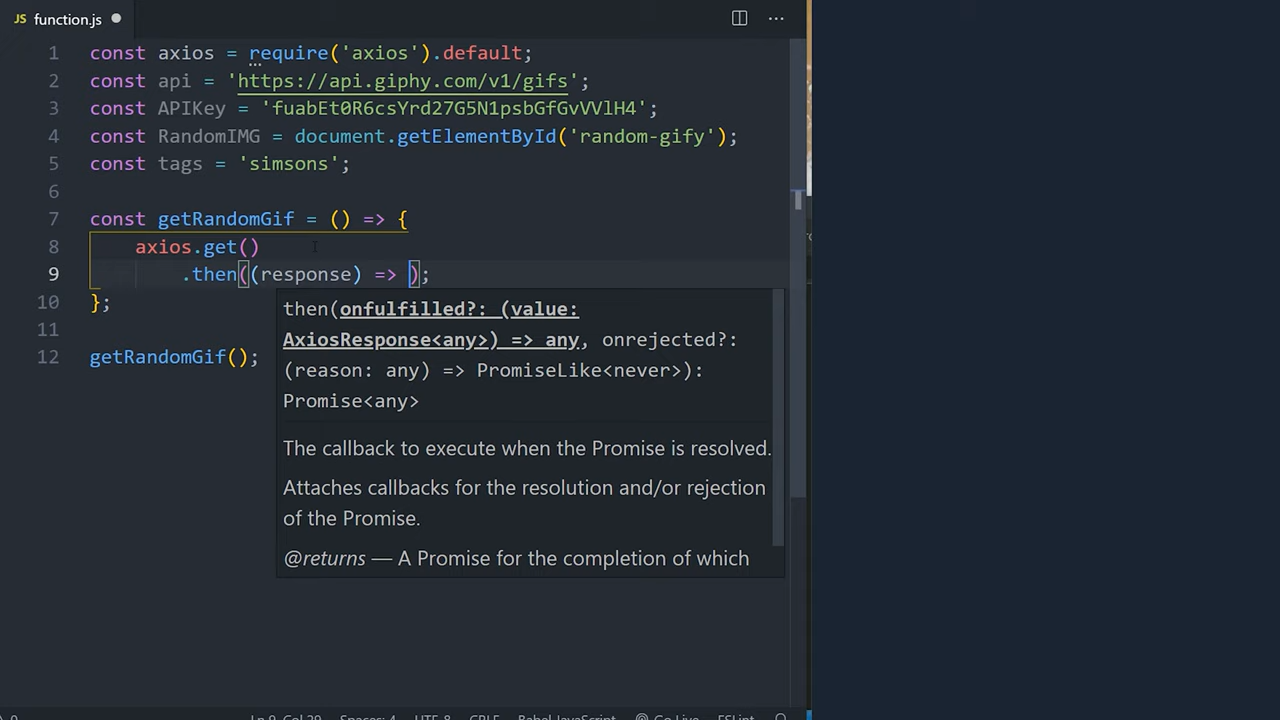 JS function.js
1 const axios = require('axios').default;
2 const api = 'https://api.giphy.com/v1/gifs';
3 const APIKey = 'fuabEt0R6csYrd27G5N1psbGfGvVVlH4';
4 const RandomIMG = document.getElementById('random-gify');
5 const tags = 'simsons';
6
7 const getRandomGif = () => {
8 axios.get()
9 .then((response) => );
10 };
11
12 getRandomGif();
then(onfulfilled?: (value:
AxiosResponse<any>) => any, onrejected?:
(reason: any) => PromiseLike<never>):
Promise<any>
The callback to execute when the Promise is resolved.
Attaches callbacks for the resolution and/or rejection
of the Promise.
@returns — A Promise for the completion of which